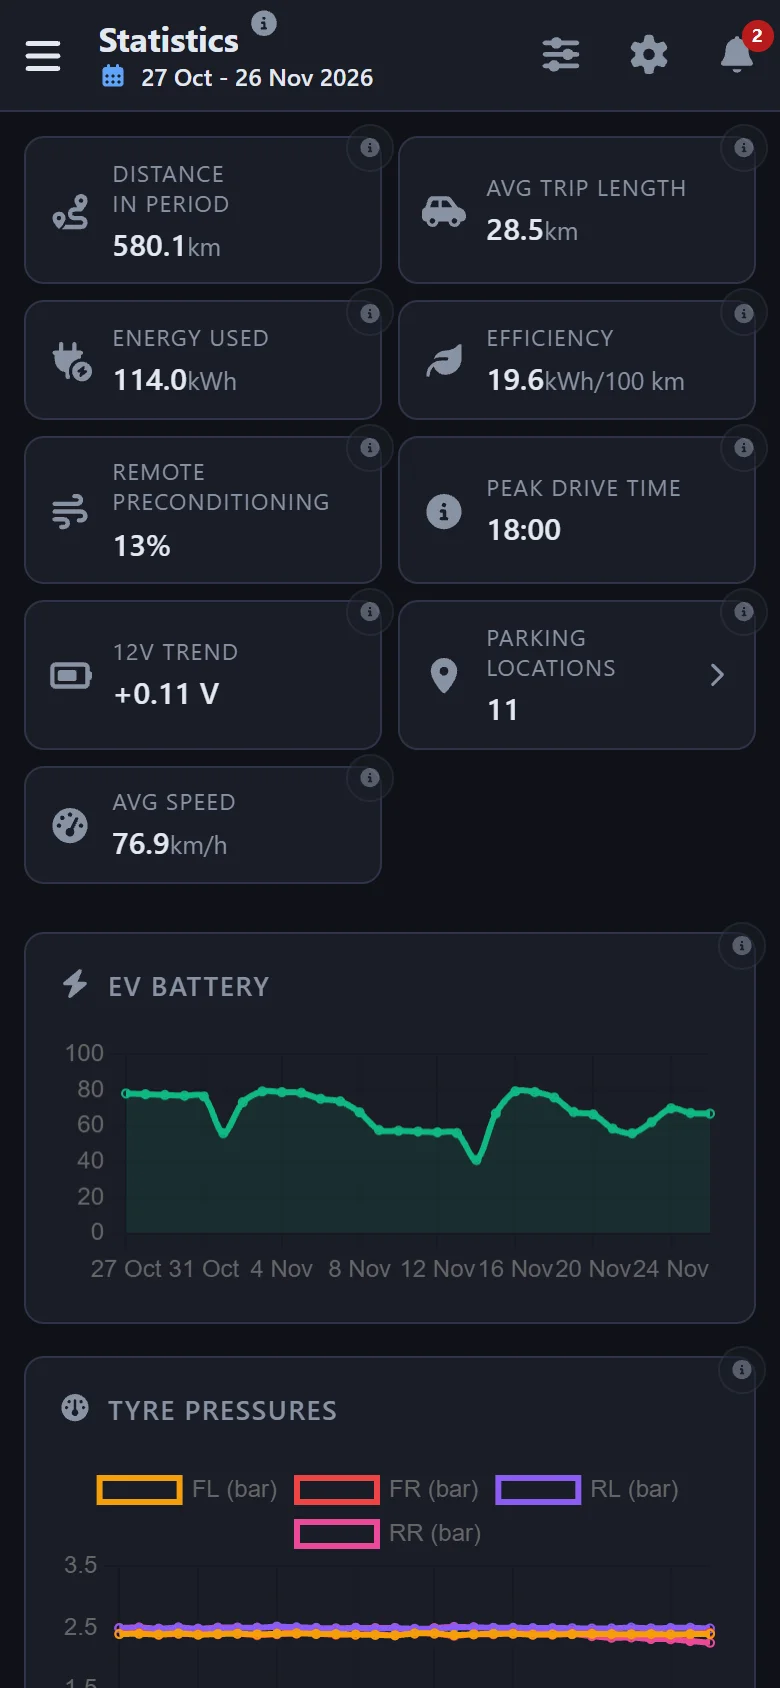 Statistics
27 Oct - 26 Nov 2026
2
DISTANCE
IN PERIOD
580.1km
AVG TRIP LENGTH
28.5km
ENERGY USED
114.0kWh
EFFICIENCY
19.6kWh/100 km
REMOTE
PRECONDITIONING
13%
PEAK DRIVE TIME
18:00
12V TREND
+0.11 V
PARKING
LOCATIONS
11
AVG SPEED
76.9km/h
EV BATTERY
100
80
60
40
20
0
27 Oct 31 Oct 4 Nov 8 Nov 12 Nov 16 Nov 20 Nov 24 Nov
TYRE PRESSURES
FL (bar) FR (bar) RL (bar)
RR (bar)
3.5
2.5
1.5